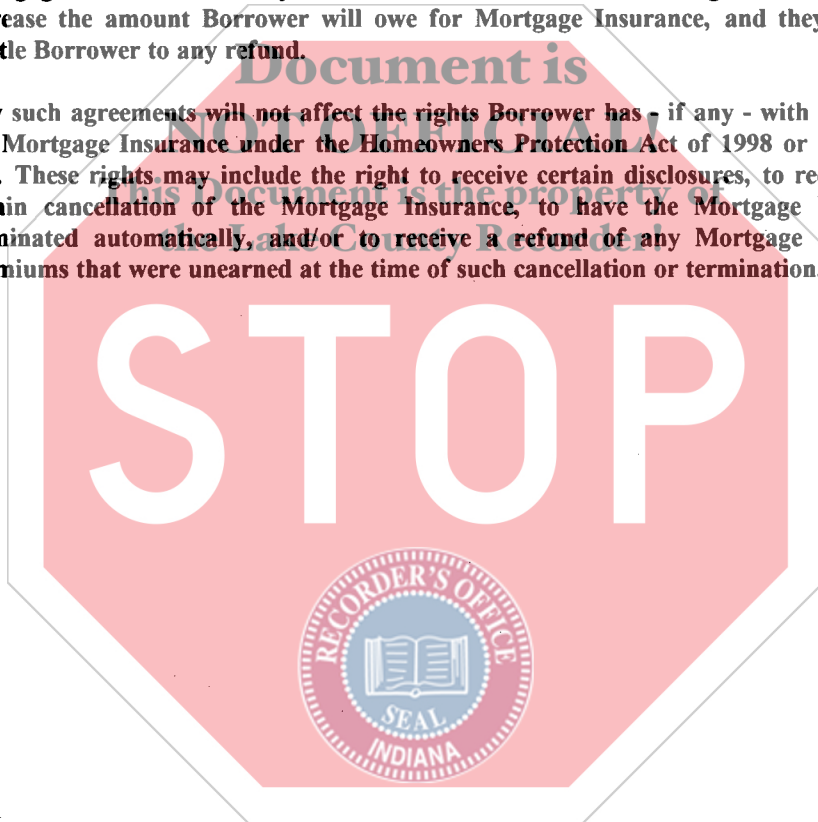 ease the amount Borrower will owe for Mortgage Insurance, and they
tle Borrower to any refund.
Document is
such agreements will not affect the rights Borrower has - if any - with
NOT OFFICIAL!
Mortgage Insurance under the Homeowners Protection Act of 1998 or
. These rights may include the right to receive certain disclosures, to re
This Document is the property of
in cancellation of the Mortgage Insurance, to have the Mortgage
the Lake County Recorder!
inated automatically, and/or to receive a refund of any Mortgage
miums that were unearned at the time of such cancellation or termination.
STOP
RECORDER'S OFFICE
SEAL
INDIANA